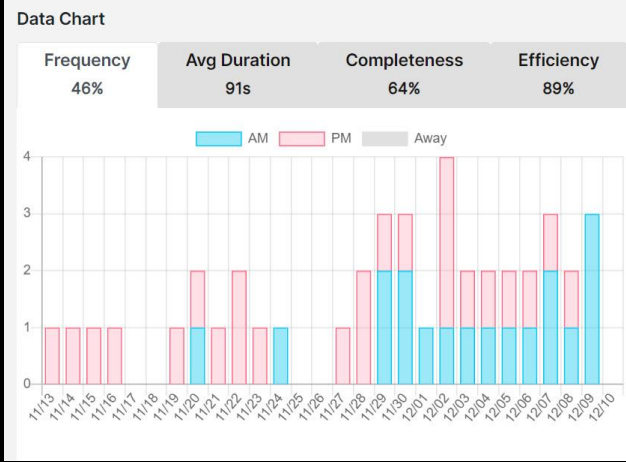 Data Chart
Frequency Avg Duration Completeness Efficiency
46% 91s 64% 89%
AM PM Away
4
3
2
1
0
11/13 11/14 11/15 11/16 11/17 11/18 11/19 11/20 11/21 11/22 11/23 11/24 11/25 11/26 11/27 11/28 11/29 11/30 12/01 12/02 12/03 12/04 12/05 12/06 12/07 12/08 12/09 12/10